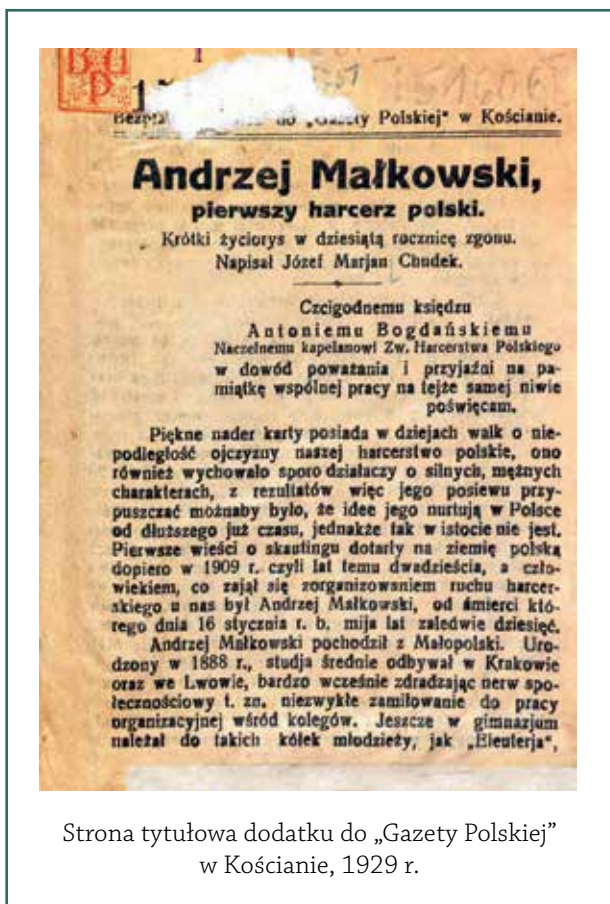 B P
Bezpła do „Gazety Polskiej" w Kościanie.
Andrzej Małkowski,
pierwszy harcerz polski.
Krótki życiorys w dziesiątą rocznicę zgonu.
Napisał Józef Marjan Chudek.
Czcigodnemu księdzu
Antoniemu Bogdańskiemu
Naczelnemu kapelanowi Zw. Harcerstwa Polskiego
w dowód poważania i przyjaźni na pa-
miątkę wspólnej pracy na tejże samej niwie
poświęcam.
Piękne nader karty posiada w dziejach walk o nie-
podległość ojczyzny naszej harcerstwo polskie, ono
również wychowało sporo działaczy o silnych, mężnych
charakterach, z rezultatów więc jego posiewu przy-
puszczać możnaby było, że idee jego nurtują w Polsce
od dłuższego już czasu, jednakże tak w istocie nie jest.
Pierwsze wieści o skautingu dotarły na ziemię polską
dopiero w 1909 r. czyli lat temu dwadzieścia, a czło-
wiekiem, co zajął się zorganizowaniem ruchu harcer-
skiego u nas był Andrzej Małkowski, od śmierci któ-
rego dnia 16 stycznia r. b. mija lat zaledwie dziesięć.
Andrzej Małkowski pochodził z Małopolski. Uro-
dzony w 1888 r., studja średnie odbywał w Krakowie
oraz we Lwowie, bardzo wcześnie zdradzając nerw spo-
łecznościowy t. zn. niezwykłe zamiłowanie do pracy
organizacyjnej wśród kolegów. Jeszcze w gimnazjum
należał do takich kółek młodzieży, jak „Eleuterja",
Strona tytułowa dodatku do „Gazety Polskiej”
w Kościanie, 1929 r.